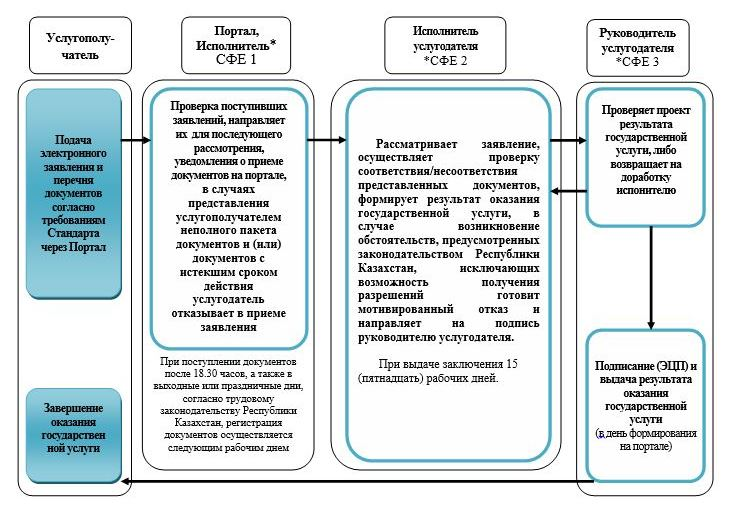 Услугополу-
чатель
Портал,
Исполнитель*
СФЕ 1
Исполнитель
услугодателя
*СФЕ 2
Руководитель
услугодателя
*СФЕ 3
Подача
электронного
заявления и
перечня
документов
согласно
требованиям
Стандарта
через Портал
Проверка поступивших
заявлений, направляет
их для последующего
рассмотрения,
уведомления о приеме
документов на портале,
в случаях
представления
услугополучателем
неполного пакета
документов и (или)
документов с
истекшим сроком
действия
услугодатель
отказывает в приеме
заявления
При поступлении документов
после 18.30 часов, а также в
выходные или праздничные дни,
согласно трудовому
законодательству Республики
Казахстан, регистрация
документов осуществляется
следующим рабочим днем
Рассматривает заявление,
осуществляет проверку
соответствия/несоответствия
представленных документов,
формирует результат оказания
государственной услуги, в
случае возникновение
обстоятельств, предусмотренных
законодательством Республики
Казахстан, исключающих
возможность получения
разрешений готовит
мотивированный отказ и
направляет на подпись
руководителю услугодателя.
При выдаче заключения 15
(пятнадцать) рабочих дней.
Проверяет проект
результата
государственной
услуги, либо
возвращает на
доработку
испонителю
Подписание (ЭЦП) и
выдача результата
оказания
государственной
услуги
(в день формирования
на портале)
Завершение
оказания
государствен
ной услуги